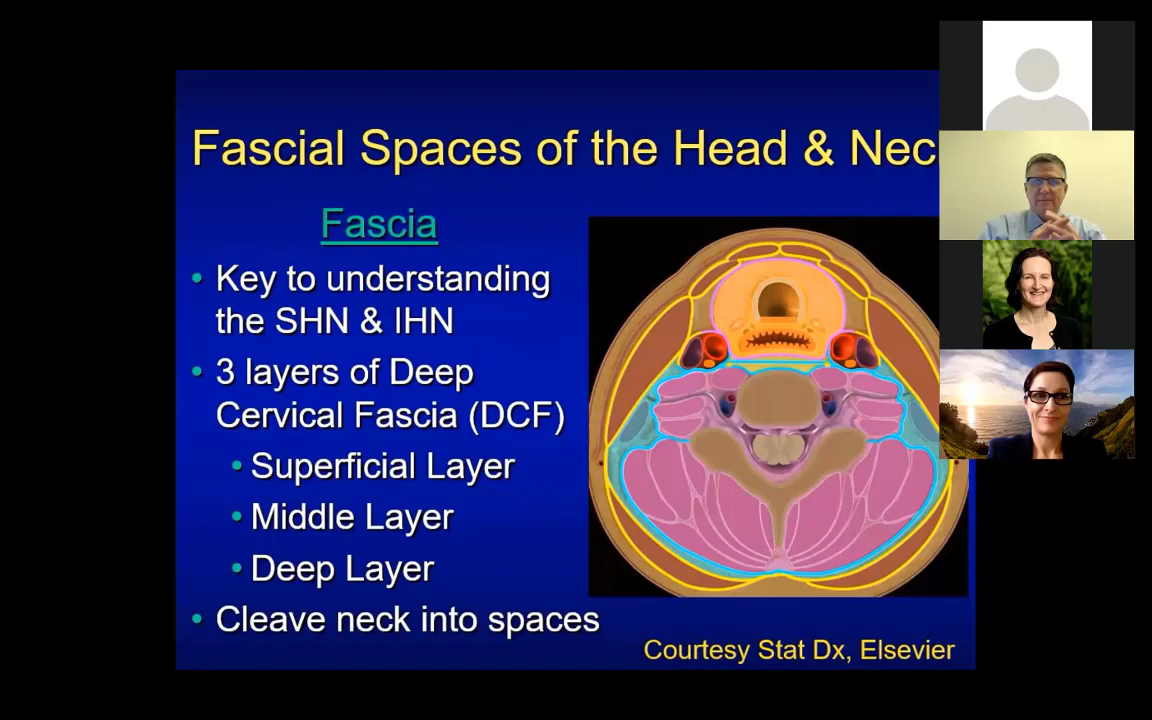 Fascial Spaces of the Head & Nec
Fascia
• Key to understanding
the SHN & IHN
• 3 layers of Deep
Cervical Fascia (DCF)
• Superficial Layer
• Middle Layer
• Deep Layer
• Cleave neck into spaces
Courtesy Stat Dx, Elsevier